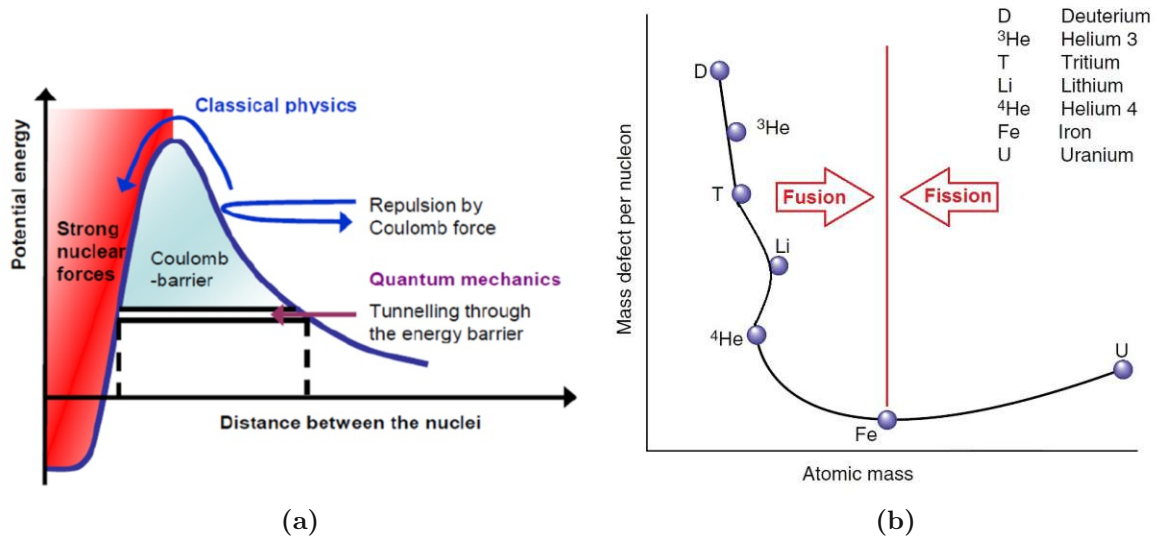 Classical physics
Potential energy
Strong
nuclear
forces
Coulomb
-barrier
Repulsion by
Coulomb force
Quantum mechanics
Tunnelling through
the energy barrier
Distance between the nuclei
(a)
D Deuterium
³He Helium 3
T Tritium
Li Lithium
⁴He Helium 4
Fe Iron
U Uranium
Mass defect per nucleon
D
³He
T
Fusion
Fission
Li
⁴He
U
Fe
Atomic mass
(b)